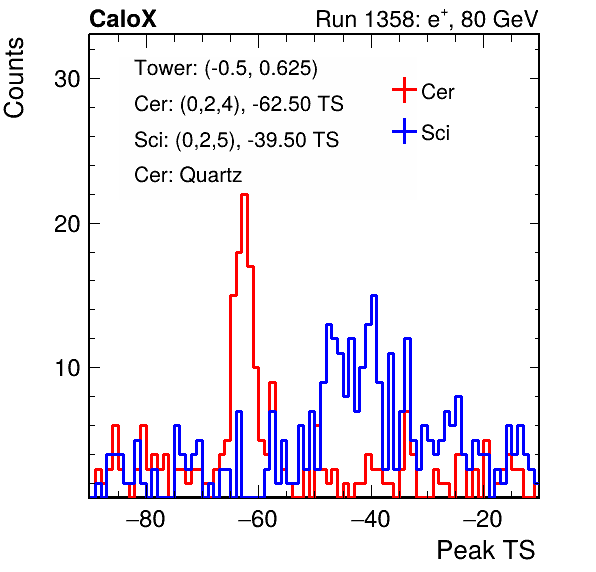 CaloX Run 1358: e⁺, 80 GeV
Counts
Tower: (-0.5, 0.625)
Cer: (0,2,4), -62.50 TS
Sci: (0,2,5), -39.50 TS
Cer: Quartz
Cer
Sci
30
20
10
−80 −60 −40 −20
Peak TS